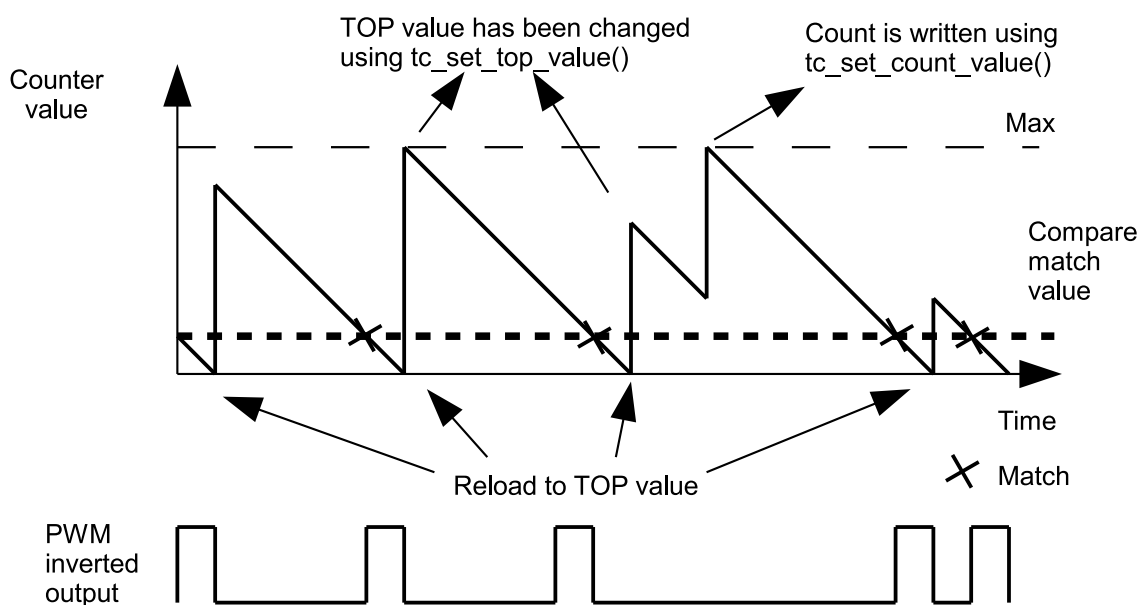 TOP value has been changed
using tc_set_top_value()
Count is written using
tc_set_count_value()
Counter
value
Max
Compare
match
value
Time
Reload to TOP value
Match
PWM
inverted
output